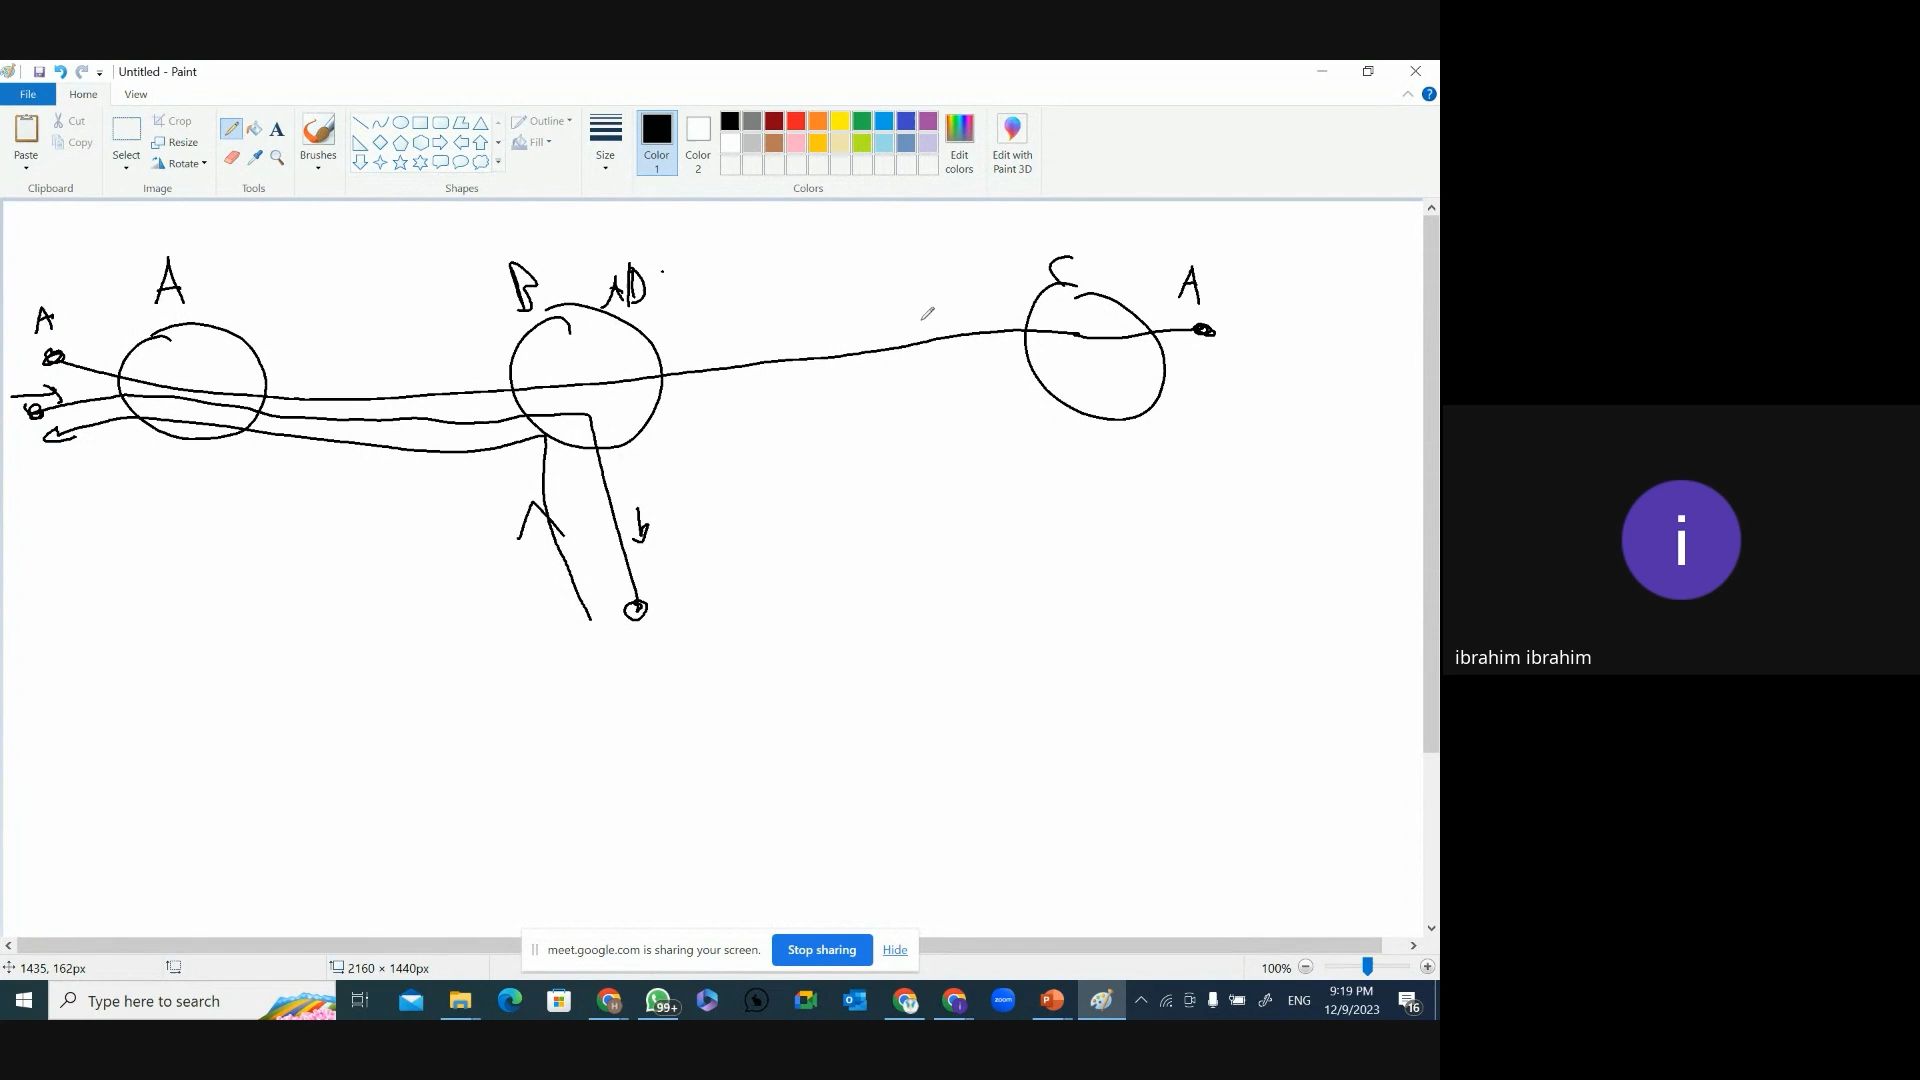 Untitled - Paint
File Home View
Paste
Cut
Copy
Clipboard
Select
Crop
Resize
Rotate
Image
A
Tools
Brushes
Outline
Fill
Shapes
Size
Color
1
Color
2
Edit
colors
Colors
Edit with
Paint 3D
A
B
AD
C
A
A
i
ibrahim ibrahim
meet.google.com is sharing your screen. Stop sharing Hide
1435, 162px
2160 × 1440px
100%
Type here to search
99+
zoom
ENG
9:19 PM
12/9/2023
16